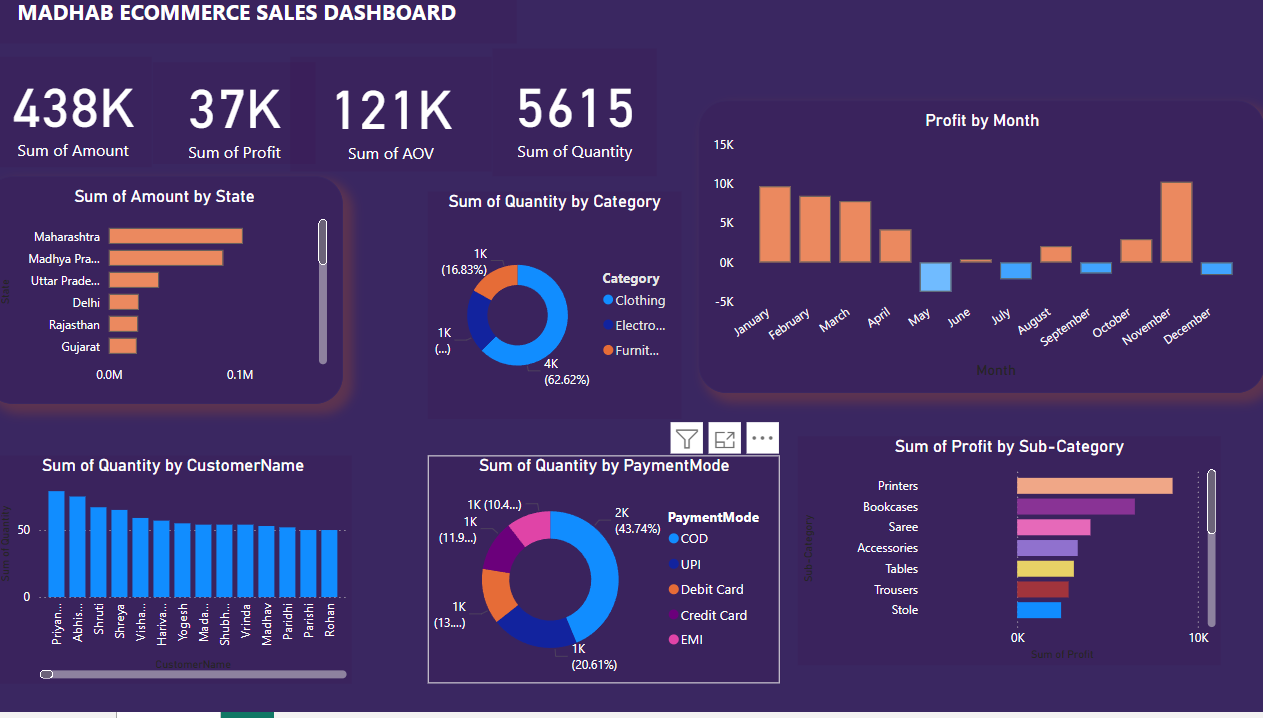 MADHAB ECOMMERCE SALES DASHBOARD
438K
Sum of Amount
37K
Sum of Profit
121K
Sum of AOV
5615
Sum of Quantity
Sum of Amount by State
State
Maharashtra
Madhya Pra...
Uttar Prade...
Delhi
Rajasthan
Gujarat
0.0M 0.1M
Sum of Quantity by Category
1K
(16.83%)
1K
(...)
4K
(62.62%)
Category
Clothing
Electro...
Furnit...
Profit by Month
15K
10K
5K
0K
-5K
January February March April May June July August September October November December
Month
Sum of Quantity by CustomerName
Sum of Quantity
50
0
Priyan... Abhis... Shruti Shreya Visha... Hariva... Yogesh Mada... Shubh... Vrinda Madhav Paridhi Parishi Rohan
CustomerName
Sum of Quantity by PaymentMode
1K (10.4...)
1K
(11.9...)
1K
(13....)
2K
(43.74%)
1K
(20.61%)
PaymentMode
COD
UPI
Debit Card
Credit Card
EMI
Sum of Profit by Sub-Category
Sub-Category
Printers
Bookcases
Saree
Accessories
Tables
Trousers
Stole
0K 10K
Sum of Profit